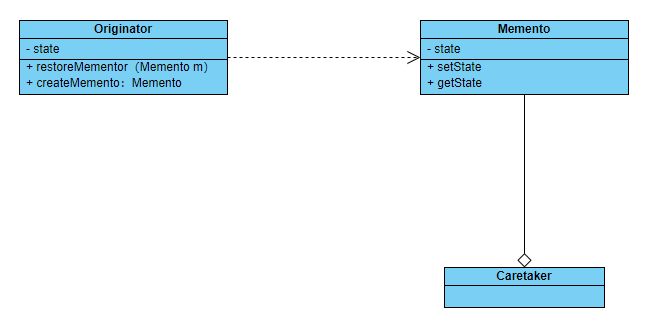 Originator
- state
+ restoreMementor（Memento m）
+ createMemento：Memento
Memento
- state
+ setState
+ getState
Caretaker